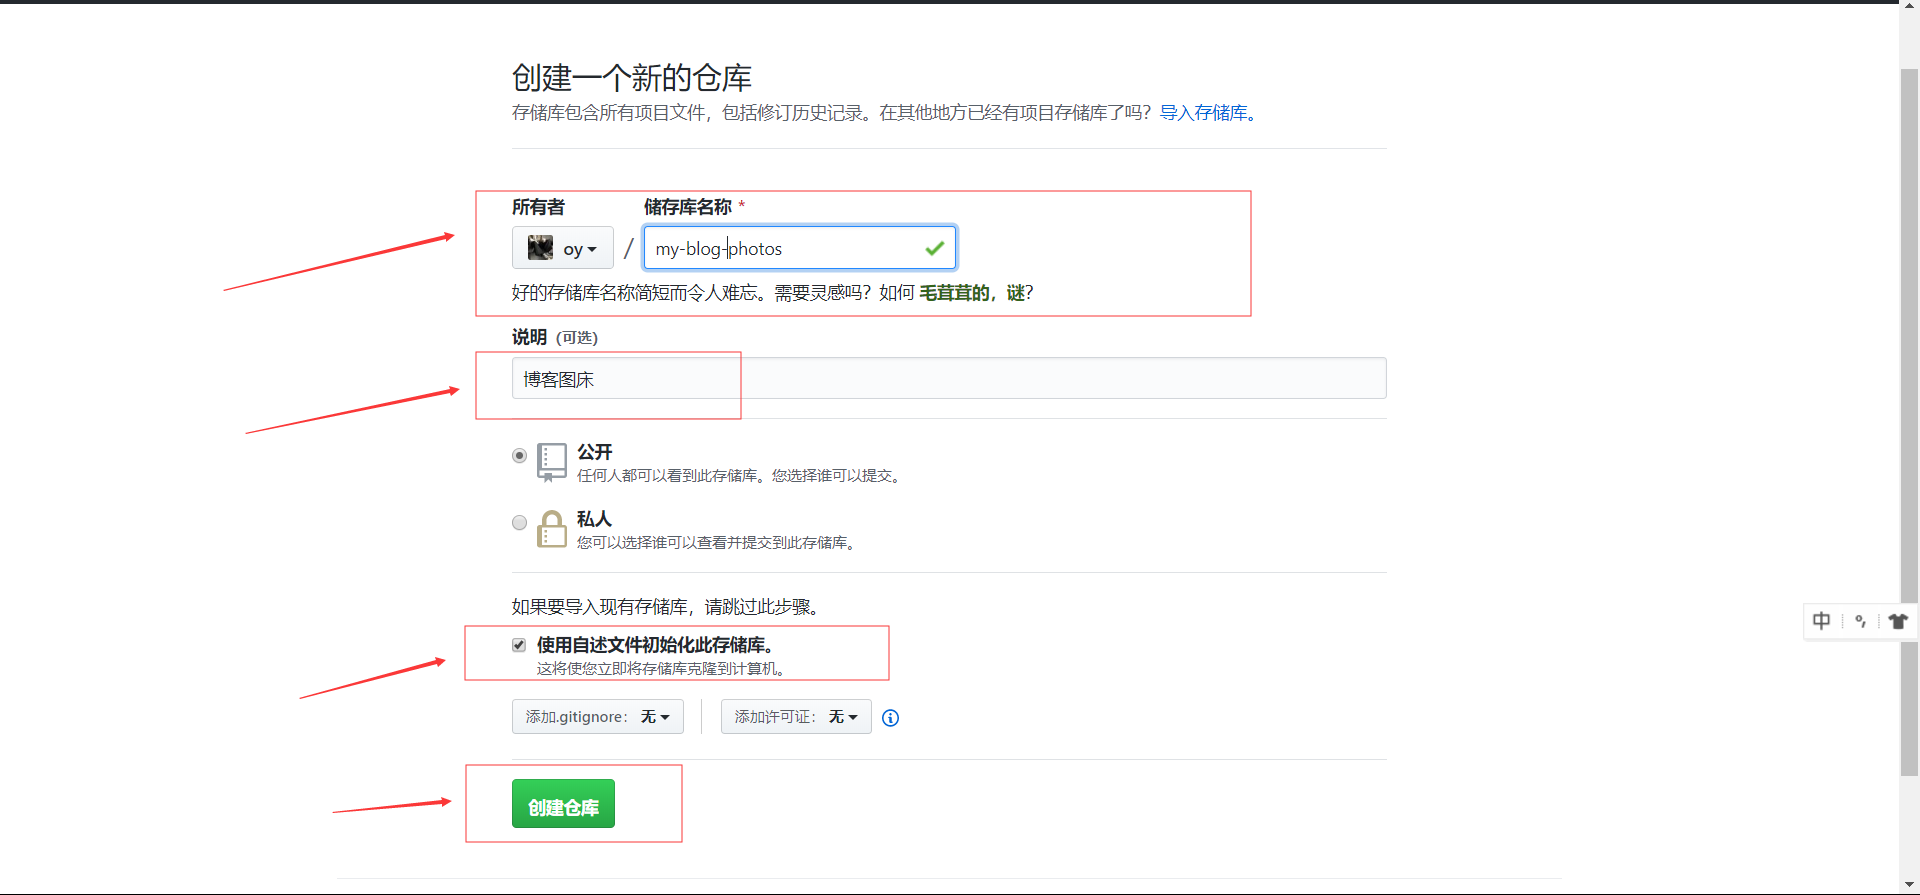 创建一个新的仓库
存储库包含所有项目文件，包括修订历史记录。在其他地方已经有项目存储库了吗？导入存储库。
所有者 储存库名称 *
oy / my-blog-photos
好的存储库名称简短而令人难忘。需要灵感吗？如何 毛茸茸的，谜？
说明 (可选)
博客图床
公开
任何人都可以看到此存储库。您选择谁可以提交。
私人
您可以选择谁可以查看并提交到此存储库。
如果要导入现有存储库，请跳过此步骤。
使用自述文件初始化此存储库。
这将使您立即将存储库克隆到计算机。
添加.gitignore： 无 添加许可证： 无
创建仓库
中 °,